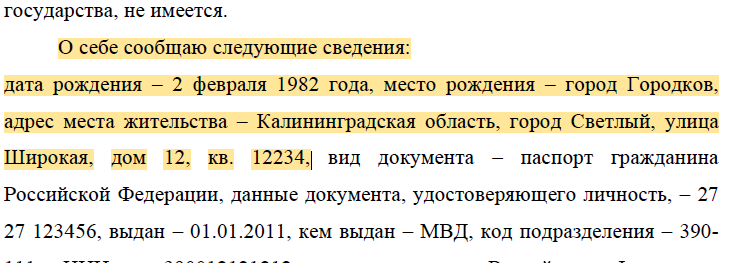 государства, не имеется.
О себе сообщаю следующие сведения:
дата рождения – 2 февраля 1982 года, место рождения – город Городков,
адрес места жительства – Калининградская область, город Светлый, улица
Широкая, дом 12, кв. 12234, вид документа – паспорт гражданина
Российской Федерации, данные документа, удостоверяющего личность, – 27
27 123456, выдан – 01.01.2011, кем выдан – МВД, код подразделения – 390-